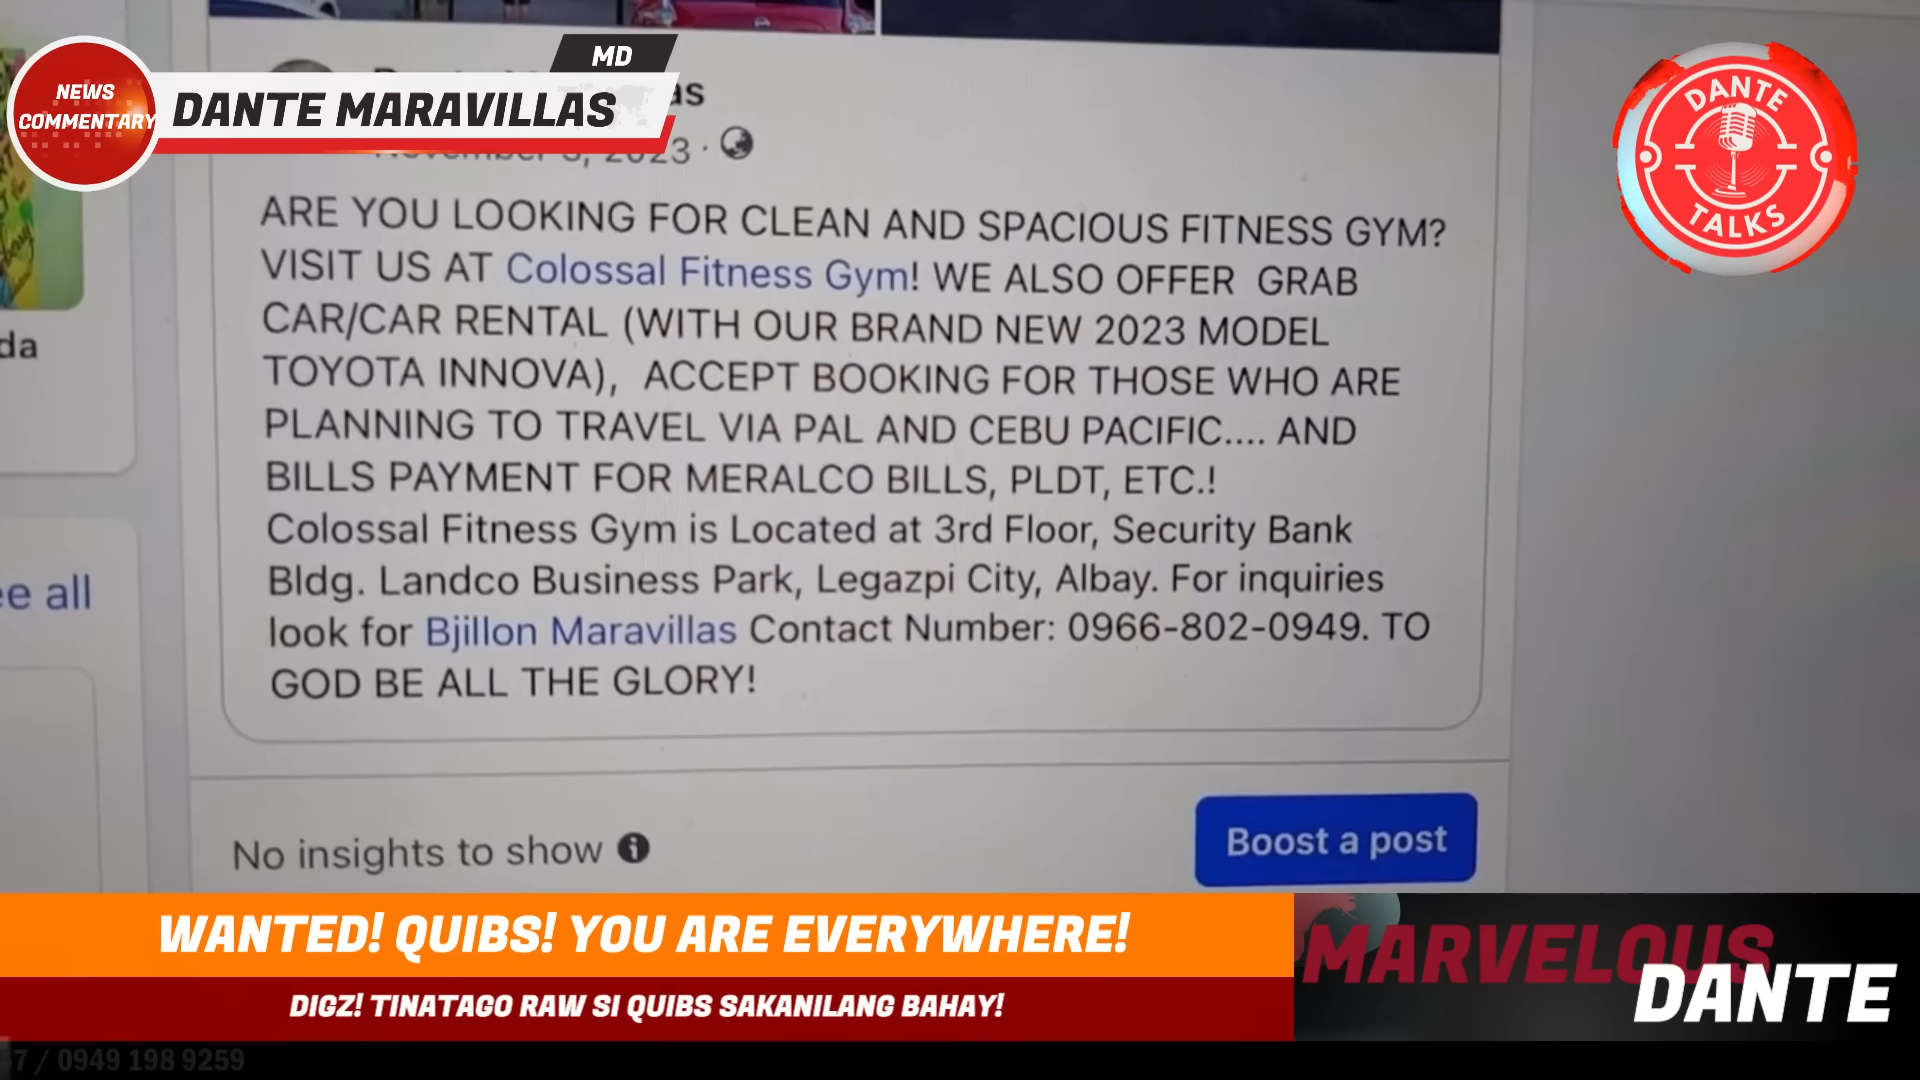 MD
NEWS
COMMENTARY
DANTE MARAVILLAS
as
2023
DANTE
TALKS
ARE YOU LOOKING FOR CLEAN AND SPACIOUS FITNESS GYM?
VISIT US AT Colossal Fitness Gym! WE ALSO OFFER GRAB
CAR/CAR RENTAL (WITH OUR BRAND NEW 2023 MODEL
TOYOTA INNOVA), ACCEPT BOOKING FOR THOSE WHO ARE
PLANNING TO TRAVEL VIA PAL AND CEBU PACIFIC.... AND
BILLS PAYMENT FOR MERALCO BILLS, PLDT, ETC.!
Colossal Fitness Gym is Located at 3rd Floor, Security Bank
Bldg. Landco Business Park, Legazpi City, Albay. For inquiries
look for Bjillon Maravillas Contact Number: 0966-802-0949. TO
GOD BE ALL THE GLORY!
da
ee all
No insights to show
Boost a post
WANTED! QUIBS! YOU ARE EVERYWHERE!
DIGZ! TINATAGO RAW SI QUIBS SAKANILANG BAHAY!
MARVELOUS
DANTE
7 / 0949 198 9259